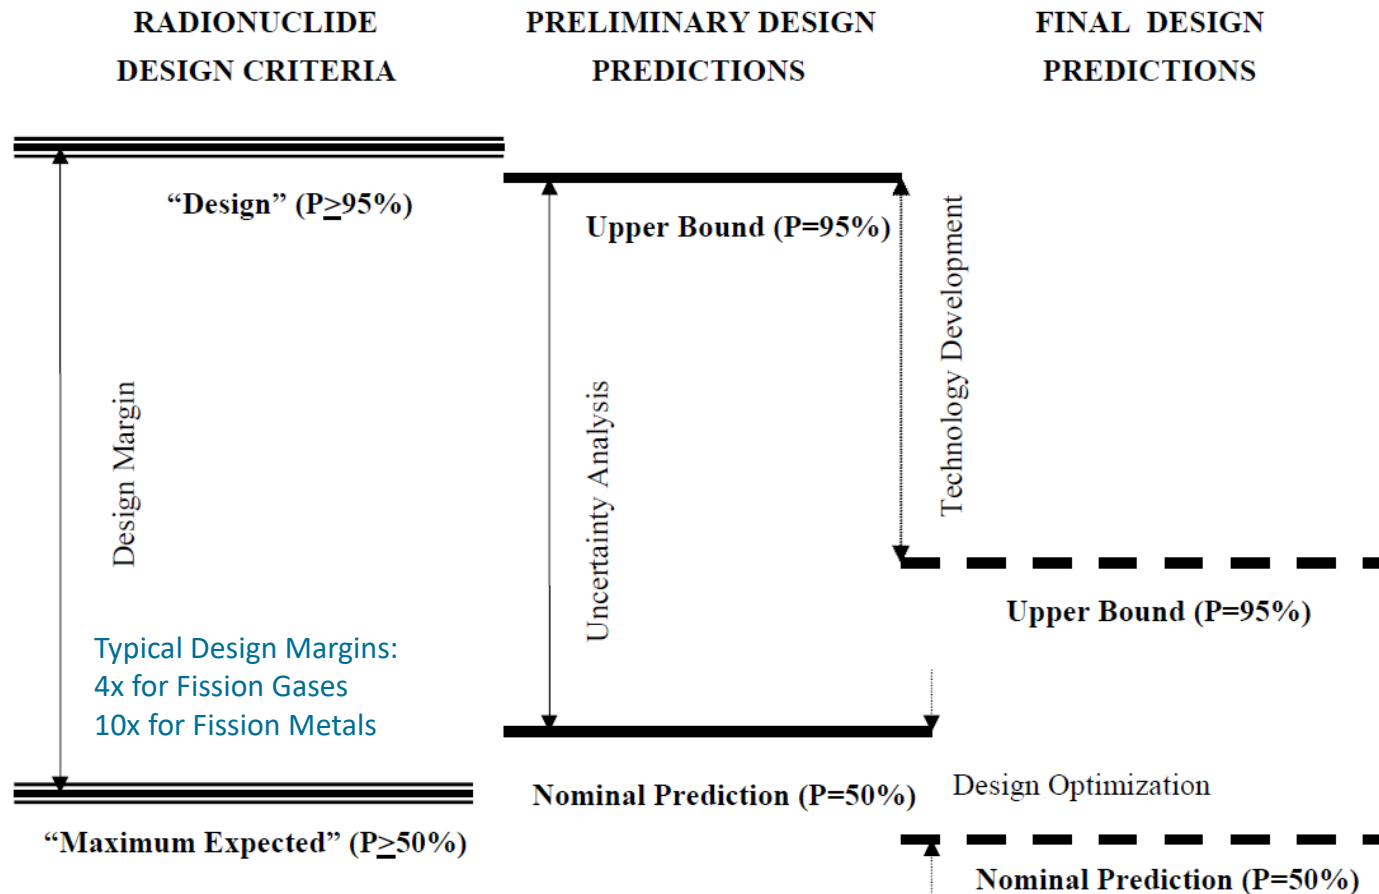 RADIONUCLIDE
DESIGN CRITERIA
PRELIMINARY DESIGN
PREDICTIONS
FINAL DESIGN
PREDICTIONS
“Design” (P≥95%)
Upper Bound (P=95%)
Design Margin
Uncertainty Analysis
Technology Development
Upper Bound (P=95%)
Typical Design Margins:
4x for Fission Gases
10x for Fission Metals
Nominal Prediction (P=50%)
Design Optimization
“Maximum Expected” (P≥50%)
Nominal Prediction (P=50%)